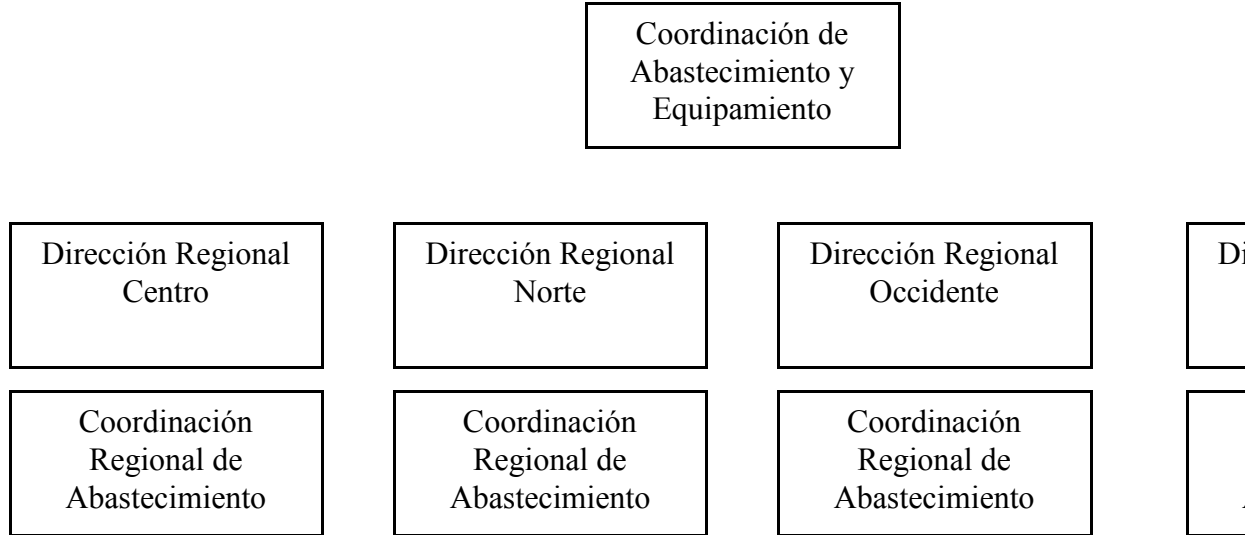 Coordinación de
Abastecimiento y
Equipamiento
Dirección Regional
Centro
Dirección Regional
Norte
Dirección Regional
Occidente
Coordinación
Regional de
Abastecimiento
Coordinación
Regional de
Abastecimiento
Coordinación
Regional de
Abastecimiento